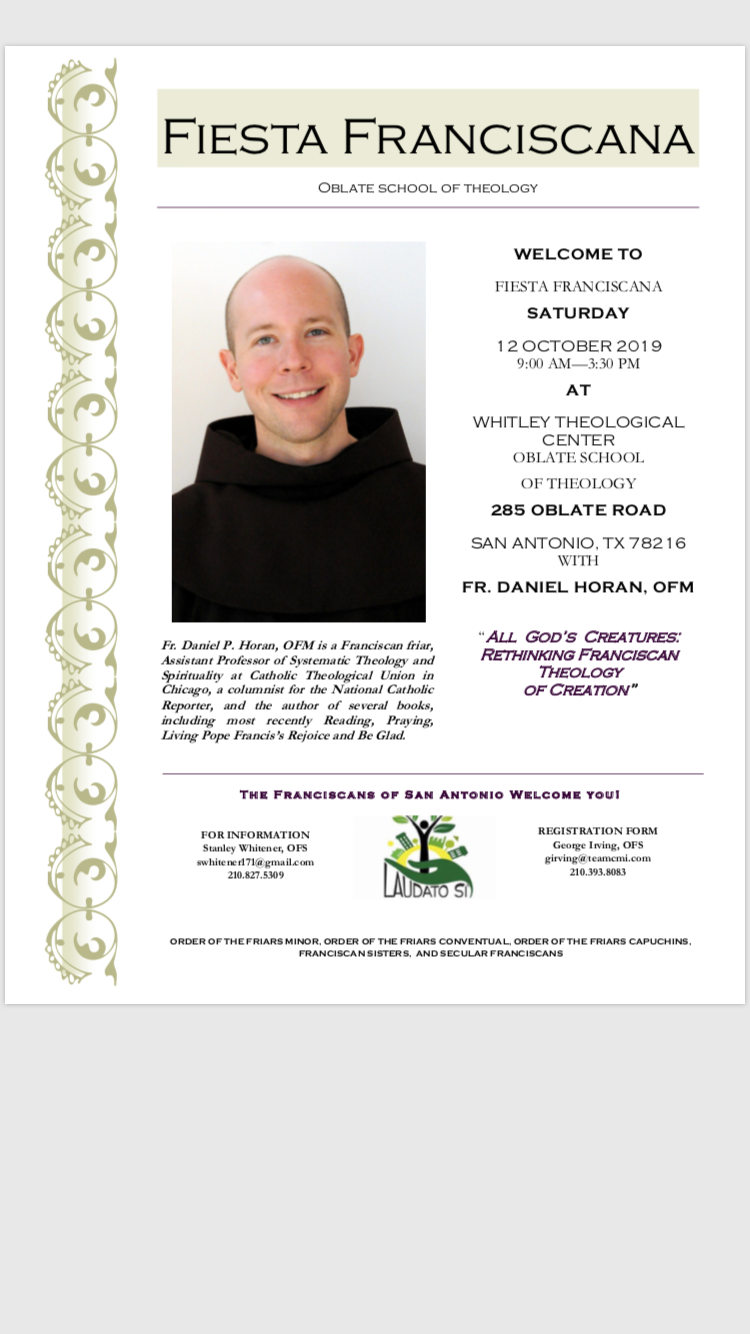 FIESTA FRANCISCANA
OBLATE SCHOOL OF THEOLOGY
WELCOME TO
FIESTA FRANCISCANA
SATURDAY
12 OCTOBER 2019
9:00 AM—3:30 PM
AT
WHITLEY THEOLOGICAL
CENTER
OBLATE SCHOOL
OF THEOLOGY
285 OBLATE ROAD
SAN ANTONIO, TX 78216
WITH
FR. DANIEL HORAN, OFM
Fr. Daniel P. Horan, OFM is a Franciscan friar,
Assistant Professor of Systematic Theology and
Spirituality at Catholic Theological Union in
Chicago, a columnist for the National Catholic
Reporter, and the author of several books,
including most recently Reading, Praying,
Living Pope Francis's Rejoice and Be Glad.
"ALL GOD'S CREATURES:
RETHINKING FRANCISCAN
THEOLOGY
OF CREATION"
THE FRANCISCANS OF SAN ANTONIO WELCOME YOU!
FOR INFORMATION
Stanley Whitener, OFS
swhitener171@gmail.com
210.827.5309
LAUDATO SI
REGISTRATION FORM
George Irving, OFS
girving@teamcmi.com
210.393.8083
ORDER OF THE FRIARS MINOR, ORDER OF THE FRIARS CONVENTUAL, ORDER OF THE FRIARS CAPUCHINS,
FRANCISCAN SISTERS, AND SECULAR FRANCISCANS